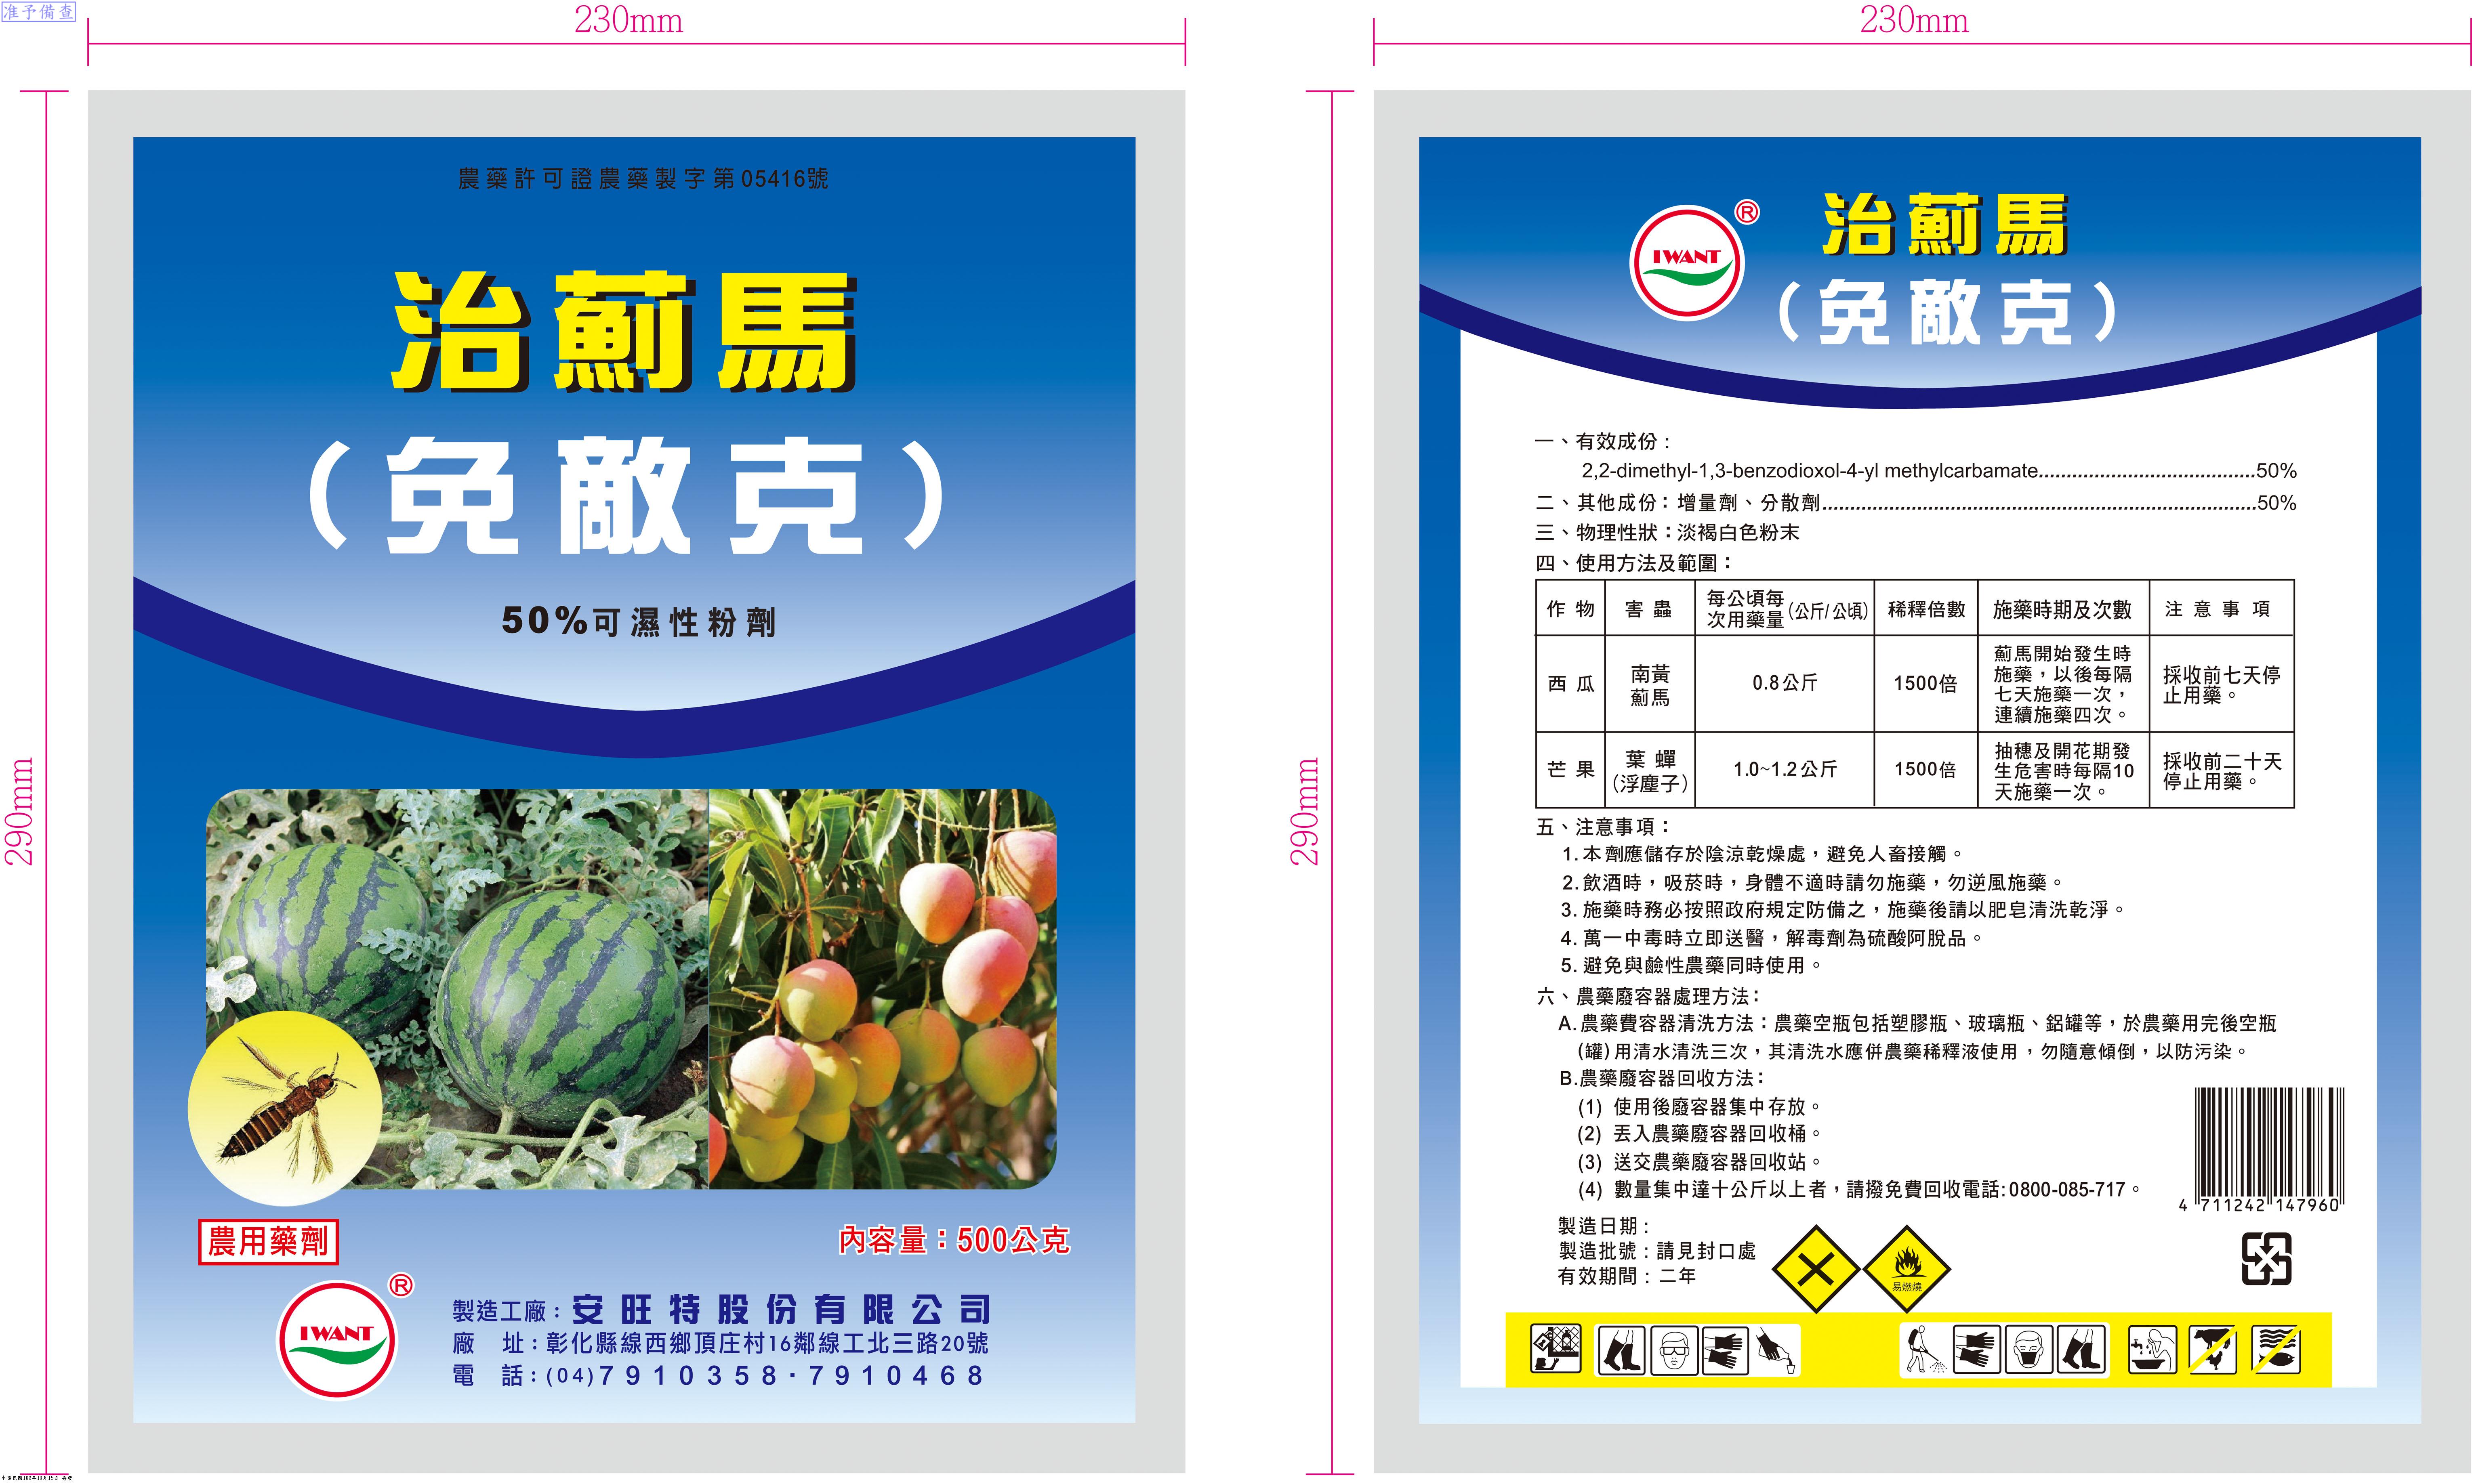 准予備查
230mm
290mm
農藥許可證農藥製字第05416號
治薊馬
（免敵克）
50%可濕性粉劑
農用藥劑
內容量：500公克
IWANT
®
製造工廠：安旺特股份有限公司
廠　址：彰化縣線西鄉頂庄村16鄰線工北三路20號
電　話：(04)7910358·7910468
230mm
290mm
IWANT
®
治薊馬
（免敵克）
一、有效成份：
2,2-dimethyl-1,3-benzodioxol-4-yl methylcarbamate.......................................50%
二、其他成份：增量劑、分散劑..............................................................................50%
三、物理性狀：淡褐白色粉末
四、使用方法及範圍：
作物　害蟲　每公頃每次用藥量(公斤/公頃)　稀釋倍數　施藥時期及次數　注意事項
西瓜　南黃薊馬　0.8公斤　1500倍　薊馬開始發生時施藥，以後每隔七天施藥一次，連續施藥四次。　採收前七天停止用藥。
芒果　葉蟬(浮塵子)　1.0~1.2公斤　1500倍　抽穗及開花期發生危害時每隔10天施藥一次。　採收前二十天停止用藥。
五、注意事項：
1.本劑應儲存於陰涼乾燥處，避免人畜接觸。
2.飲酒時，吸菸時，身體不適時請勿施藥，勿逆風施藥。
3.施藥時務必按照政府規定防備之，施藥後請以肥皂清洗乾淨。
4.萬一中毒時立即送醫，解毒劑為硫酸阿脫品。
5.避免與鹼性農藥同時使用。
六、農藥廢容器處理方法：
A.農藥費容器清洗方法：農藥空瓶包括塑膠瓶、玻璃瓶、鋁罐等，於農藥用完後空瓶
(罐)用清水清洗三次，其清洗水應併農藥稀釋液使用，勿隨意傾倒，以防污染。
B.農藥廢容器回收方法：
(1) 使用後廢容器集中存放。
(2) 丟入農藥廢容器回收桶。
(3) 送交農藥廢容器回收站。
(4) 數量集中達十公斤以上者，請撥免費回收電話:0800-085-717。
4 711242 147960
製造日期：
製造批號：請見封口處
有效期間：二年
易燃燒